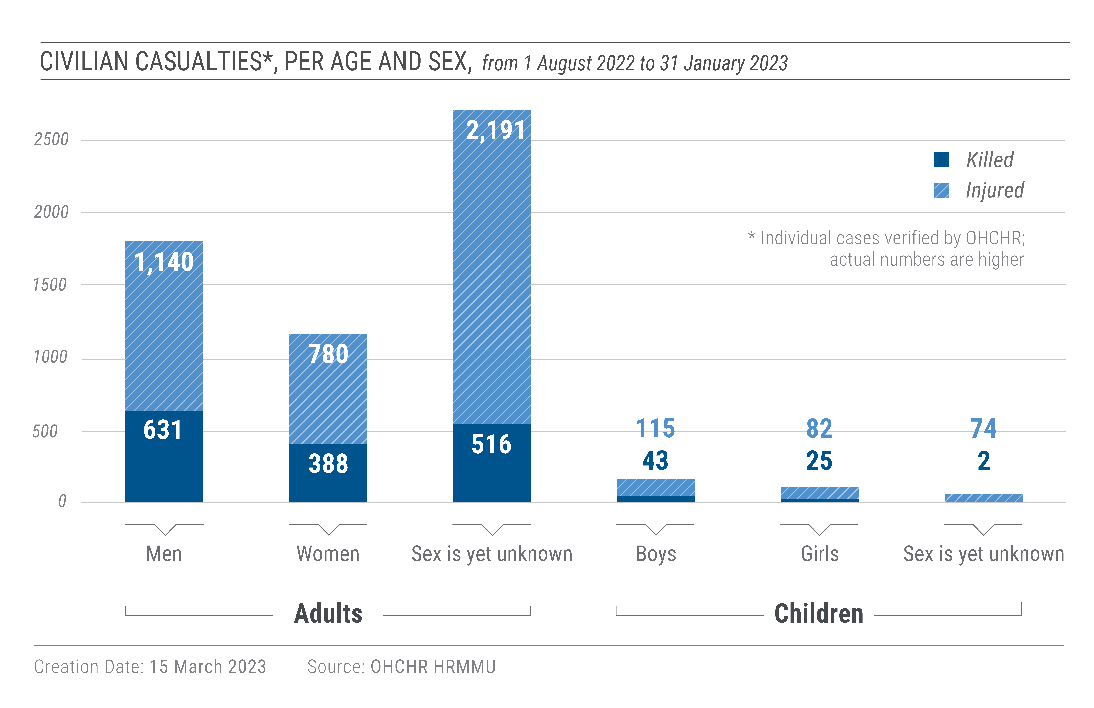 CIVILIAN CASUALTIES*, PER AGE AND SEX, from 1 August 2022 to 31 January 2023
2500
2000
1500
1000
500
0
Killed
Injured
* Individual cases verified by OHCHR;
actual numbers are higher
1,140
631
780
388
2,191
516
115
43
82
25
74
2
Men
Women
Sex is yet unknown
Boys
Girls
Sex is yet unknown
Adults
Children
Creation Date: 15 March 2023 Source: OHCHR HRMMU